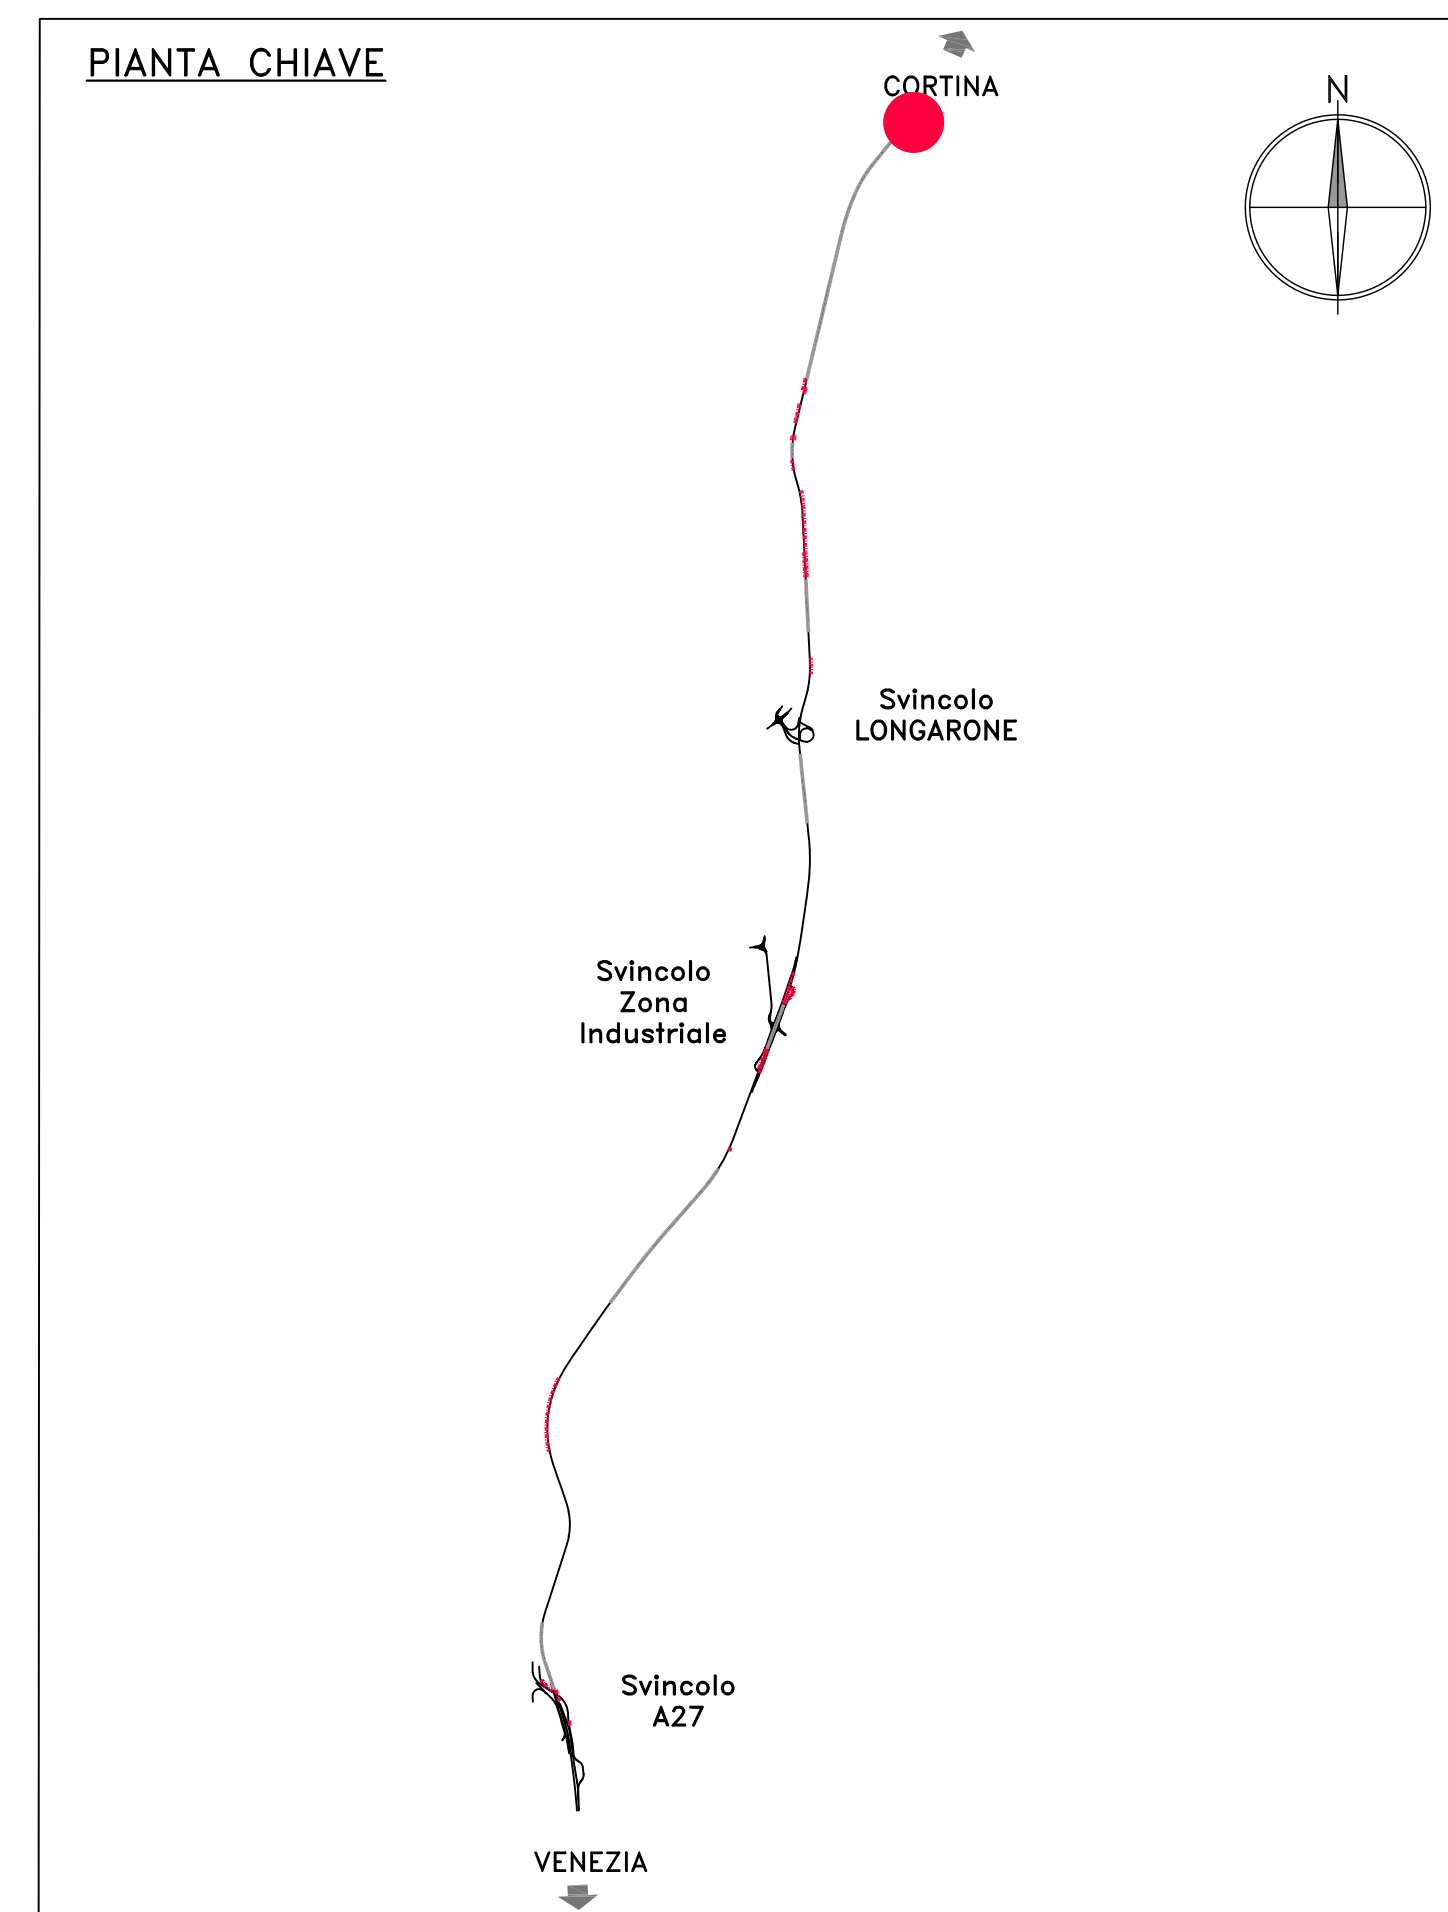 PIANTA CHIAVE
CORTINA
N
Svincolo
LONGARONE
Svincolo
Zona
Industriale
Svincolo
A27
VENEZIA